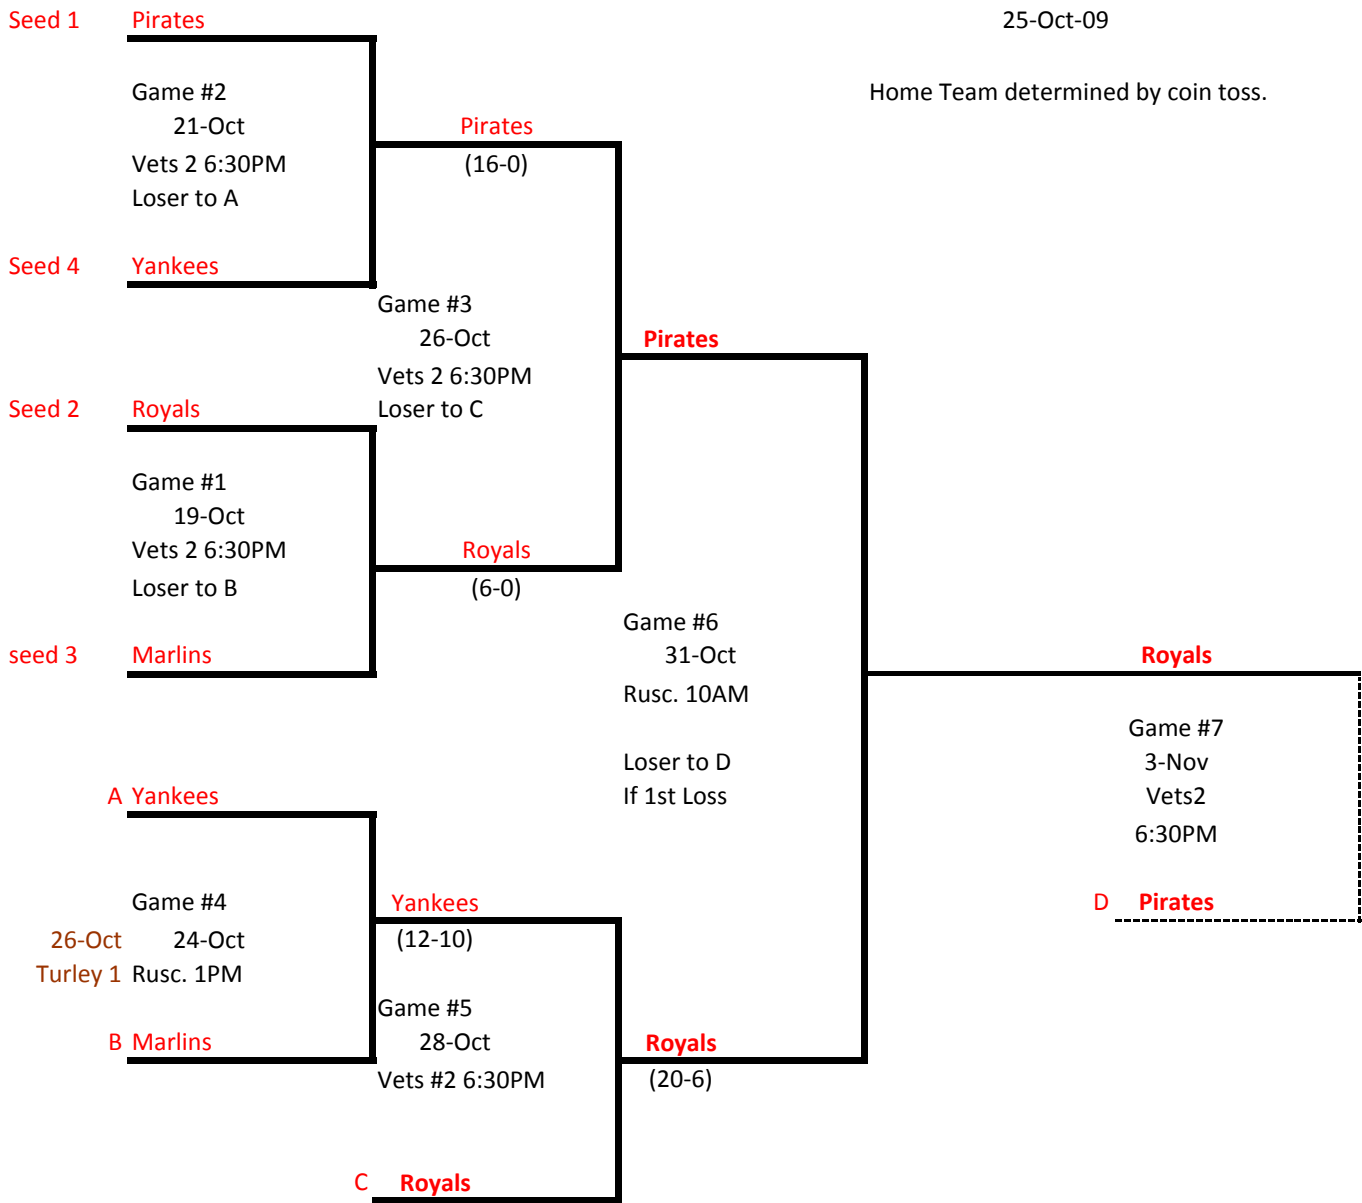 Seed 1 Pirates 25-Oct-09
Game #2 Home Team determined by coin toss.
21-Oct Pirates
Vets 2 6:30PM (16-0)
Loser to A
Seed 4 Yankees
Game #3
26-Oct Pirates
Vets 2 6:30PM
Seed 2 Royals Loser to C
Game #1
19-Oct
Vets 2 6:30PM Royals
Loser to B (6-0)
Game #6
seed 3 Marlins 31-Oct Royals
Rusc. 10AM
Game #7
Loser to D 3-Nov
A Yankees If 1st Loss Vets2
6:30PM
Game #4 Yankees D Pirates
26-Oct 24-Oct (12-10)
Turley 1 Rusc. 1PM
Game #5
B Marlins 28-Oct Royals
Vets #2 6:30PM (20-6)
C Royals